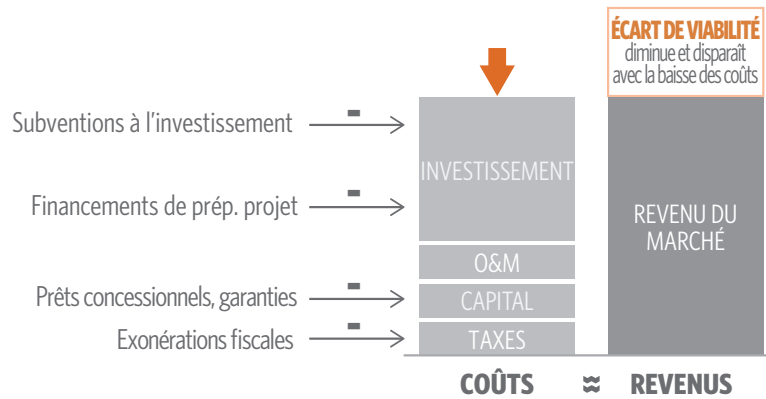 ÉCART DE VIABILITÉ
diminue et disparaît
avec la baisse des coûts
Subventions à l'investissement
-
INVESTISSEMENT
Financements de prép. projet
-
REVENU DU
MARCHÉ
O&M
Prêts concessionnels, garanties
-
CAPITAL
Exonérations fiscales
-
TAXES
COÛTS ≈ REVENUS